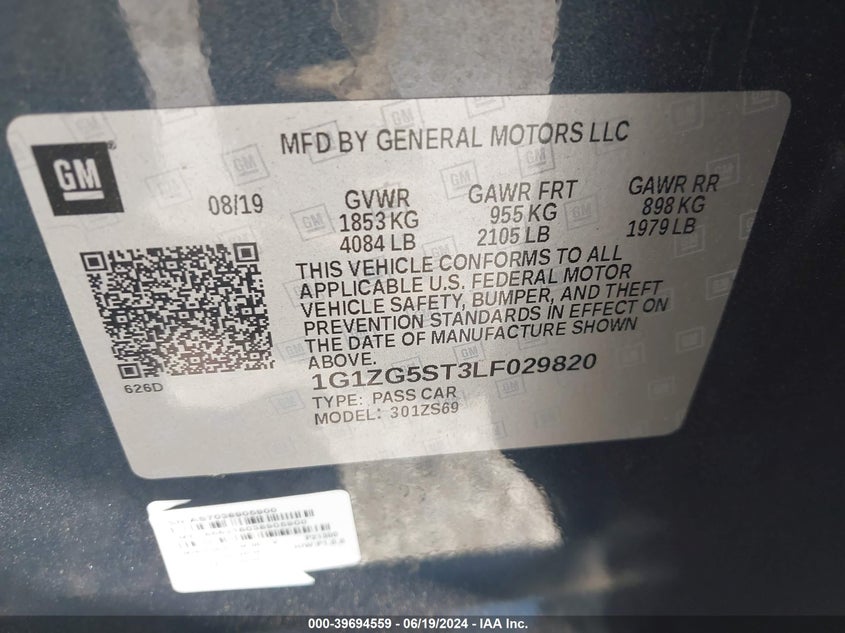 MFD BY GENERAL MOTORS LLC
GM
08/19
GVWR
1853 KG
4084 LB
GAWR FRT
955 KG
2105 LB
GAWR RR
898 KG
1979 LB
THIS VEHICLE CONFORMS TO ALL
APPLICABLE U.S. FEDERAL MOTOR
VEHICLE SAFETY, BUMPER, AND THEFT
PREVENTION STANDARDS IN EFFECT ON
THE DATE OF MANUFACTURE SHOWN
ABOVE.
626D
1G1ZG5ST3LF029820
TYPE: PASS CAR
MODEL: 301ZS69
000-39694559 / 06/19/2024 - IAA Inc.